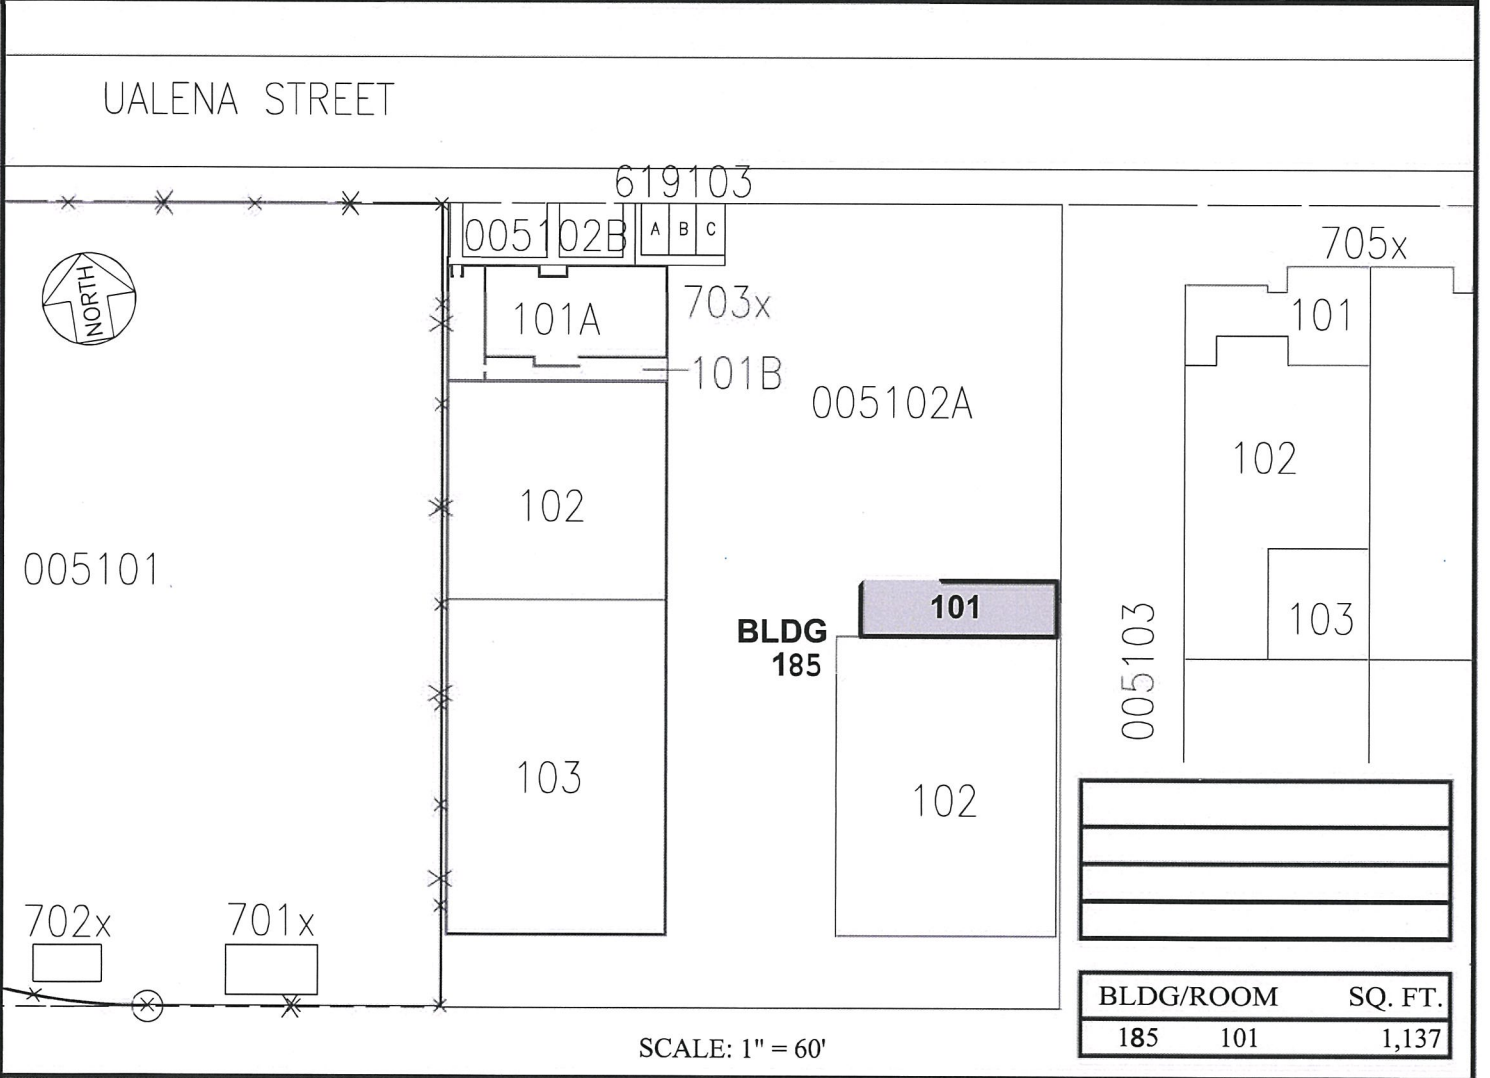 UALENA STREET
619103
005102B
A B C
705x
NORTH
101A
703x
101
101B
005102A
102
102
005101
101
BLDG
185
103
005103
103
102
702x
701x
BLDG/ROOM SQ. FT.
185 101 1,137
SCALE: 1" = 60'